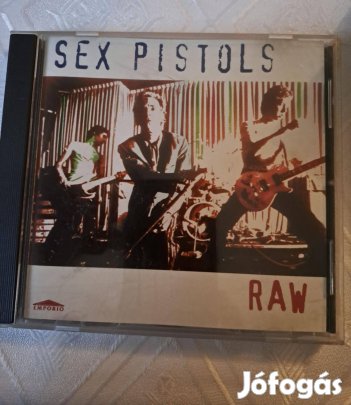 SEX PISTOLS
RAW
EMPORIO
Jófogás